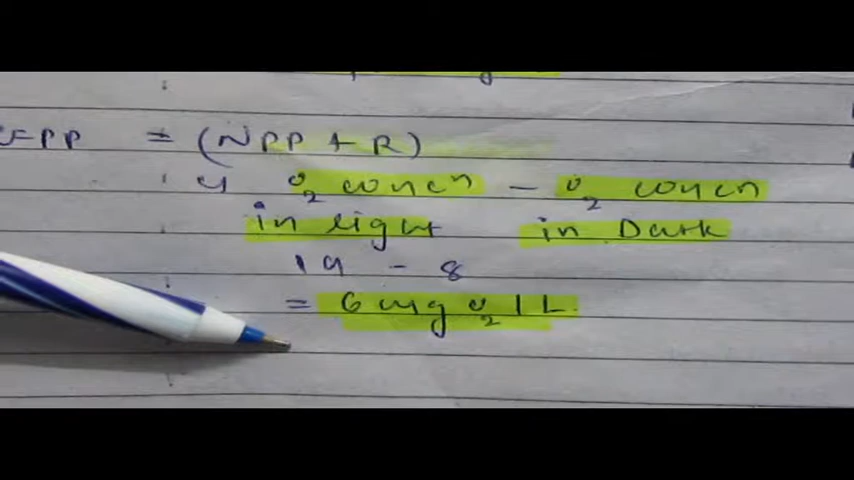 GPP = (NPP + R)
O₂ concn – O₂ concn
in light in Dark
14 - 8
= 6 mg O₂ / L.